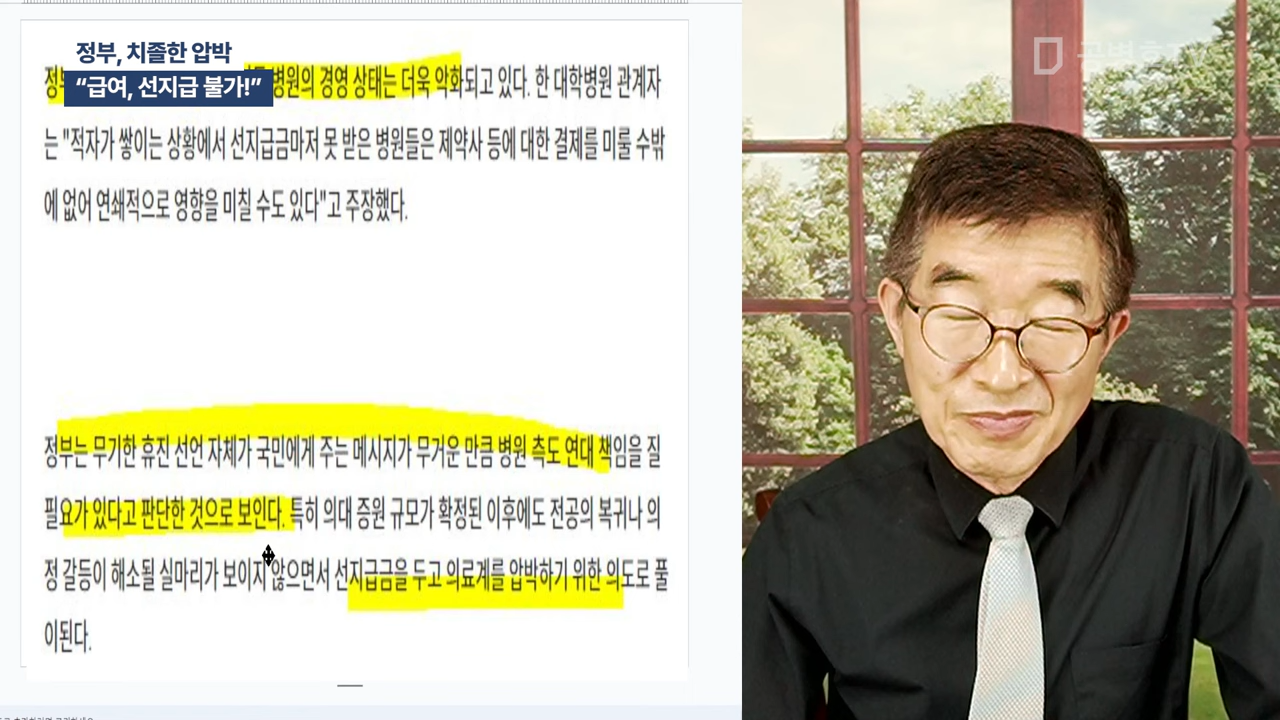 정부, 치졸한 압박
“급여, 선지급 불가!”
병원의 경영 상태는 더욱 악화되고 있다. 한 대학병원 관계자
는 "적자가 쌓이는 상황에서 선지급금마저 못 받은 병원들은 제약사 등에 대한 결제를 미룰 수밖
에 없어 연쇄적으로 영향을 미칠 수도 있다"고 주장했다.
정부는 무기한 휴진 선언 자체가 국민에게 주는 메시지가 무거운 만큼 병원 측도 연대 책임을 질
필요가 있다고 판단한 것으로 보인다. 특히 의대 증원 규모가 확정된 이후에도 전공의 복귀나 의
정 갈등이 해소될 실마리가 보이지 않으면서 선지급금을 두고 의료계를 압박하기 위한 의도로 풀
이된다.